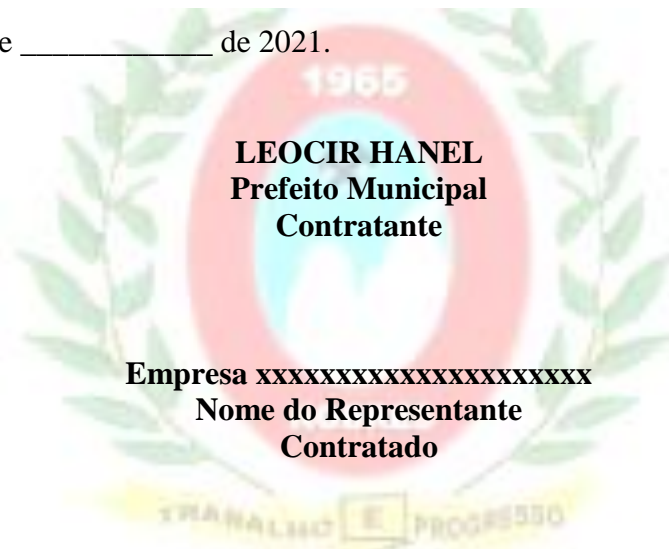 e ____________ de 2021.
1965
LEOCIR HANEL
Prefeito Municipal
Contratante
Empresa xxxxxxxxxxxxxxxxxxxxx
Nome do Representante
Contratado
TRABALHO E PROGRESSO